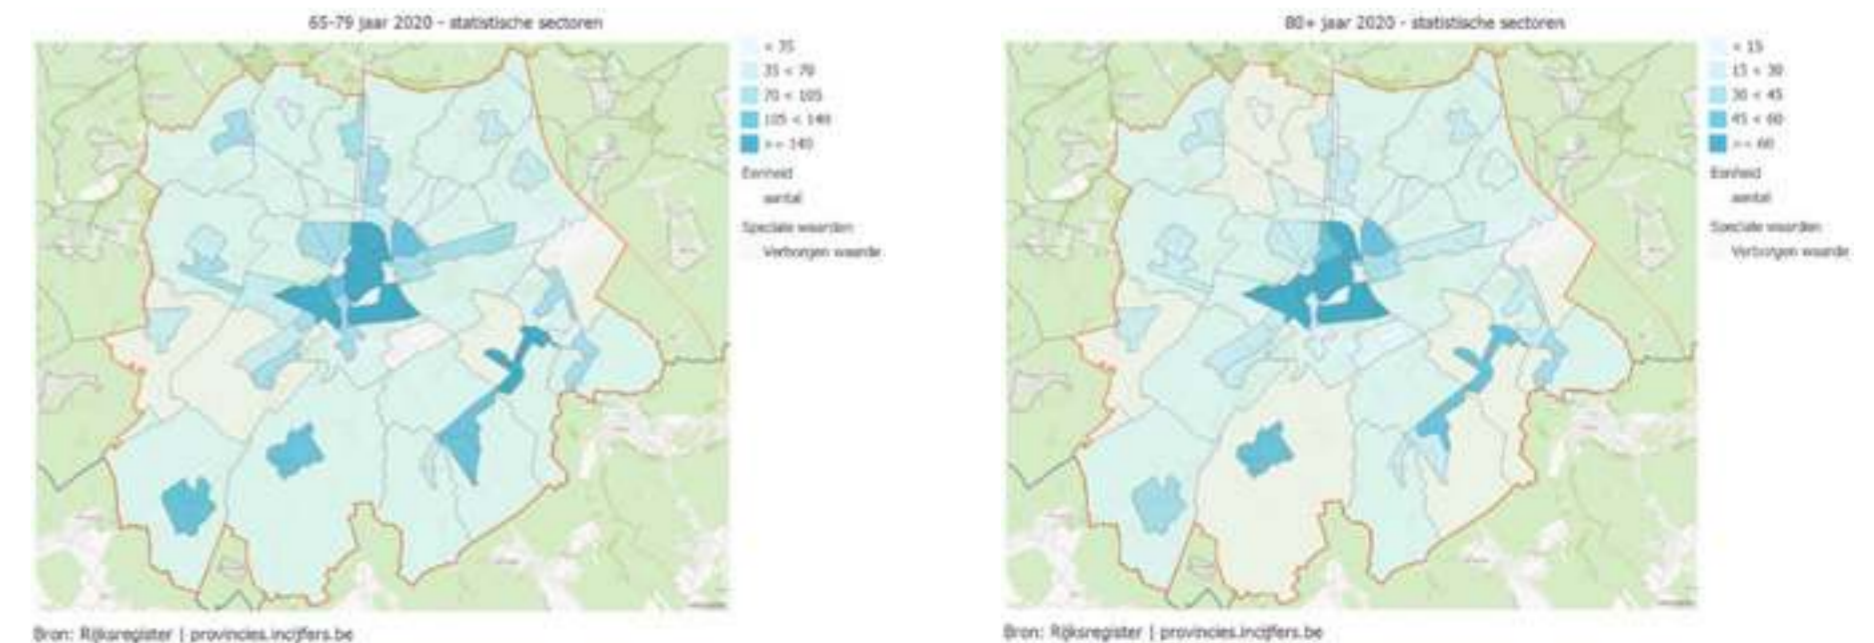 65-79 jaar 2020 - statistische sectoren
< 35
35 < 70
70 < 105
105 < 140
>= 140
Eenheid
aantal
Speciale waarden
Verborgen waarde
Bron: Rijksregister | provincies.incijfers.be
80+ jaar 2020 - statistische sectoren
< 15
15 < 30
30 < 45
45 < 60
>= 60
Eenheid
aantal
Speciale waarden
Verborgen waarde
Bron: Rijksregister | provincies.incijfers.be